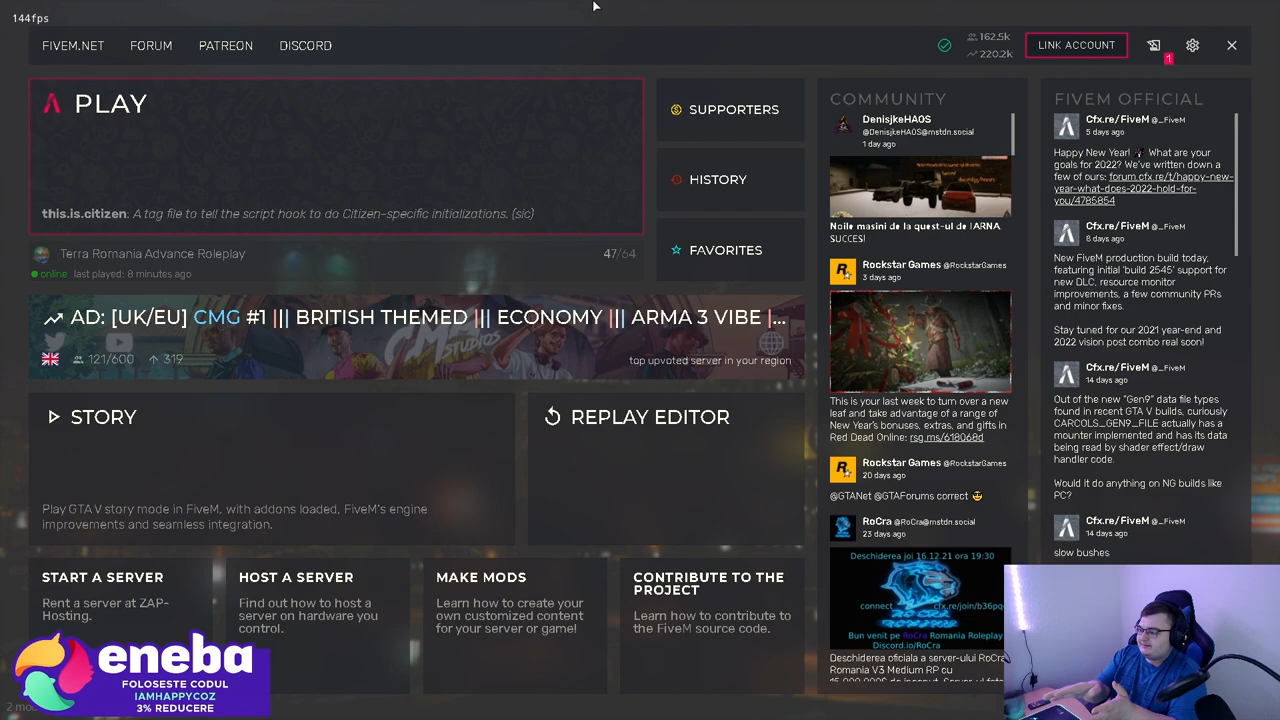 144fps
FIVEM.NET
FORUM
PATREON
DISCORD
162.5k
220.2k
LINK ACCOUNT
1
PLAY
this.is.citizen: A tag file to tell the script hook to do Citizen-specific initializations. (sic)
Terra Romania Advance Roleplay
47/64
online last played: 8 minutes ago
SUPPORTERS
HISTORY
FAVORITES
AD: [UK/EU] CMG #1 ||| BRITISH THEMED ||| ECONOMY ||| ARMA 3 VIBE |...
121/600
319
top upvoted server in your region
STORY
Play GTA V story mode in FiveM, with addons loaded, FiveM's engine
improvements and seamless integration.
REPLAY EDITOR
START A SERVER
Rent a server at ZAP-
Hosting.
HOST A SERVER
Find out how to host a
server on hardware you
control.
MAKE MODS
Learn how to create your
own customized content
for your server or game!
CONTRIBUTE TO THE
PROJECT
Learn how to contribute to
the FiveM source code.
COMMUNITY
DenisjkeHAOS
@DenisjkeHAOS@mstdn.social
1 day ago
Noile masini de la quest-ul de IARNA.
SUCCES!
Rockstar Games @RockstarGames
3 days ago
This is your last week to turn over a new
leaf and take advantage of a range of
New Year's bonuses, extras, and gifts in
Red Dead Online: rsg.ms/618068d
Rockstar Games @RockstarGames
20 days ago
@GTANet @GTAForums correct 😎
RoCra @RoCra@mstdn.social
23 days ago
Deschiderea joi 16.12.21 ora 19:30
connect
cfx.re/join/b36pq
Bun venit pe RoCra Romania Roleplay
Discord.io/RoCra
Deschiderea oficiala a server-ului RoCra
Romania V3 Medium RP cu
FIVEM OFFICIAL
Cfx.re/FiveM @_FiveM
5 days ago
Happy New Year! What are your
goals for 2022? We've written down a
few of ours: forum.cfx.re/t/happy-new-
year-what-does-2022-hold-for-
you/4785854
Cfx.re/FiveM @_FiveM
8 days ago
New FiveM production build today,
featuring initial 'build 2545' support for
new DLC, resource monitor
improvements, a few community PRs
and minor fixes.
Stay tuned for our 2021 year-end and
2022 vision post combo real soon!
Cfx.re/FiveM @_FiveM
14 days ago
Out of the new "Gen9" data file types
found in recent GTA V builds, curiously
CARCOLS_GEN9_FILE actually has a
mounter implemented and has its data
being read by shader effect/draw
handler code.
Would it do anything on NG builds like
PC?
Cfx.re/FiveM @_FiveM
14 days ago
slow bushes
eneba
FOLOSESTE CODUL
IAMHAPPYCOZ
3% REDUCERE